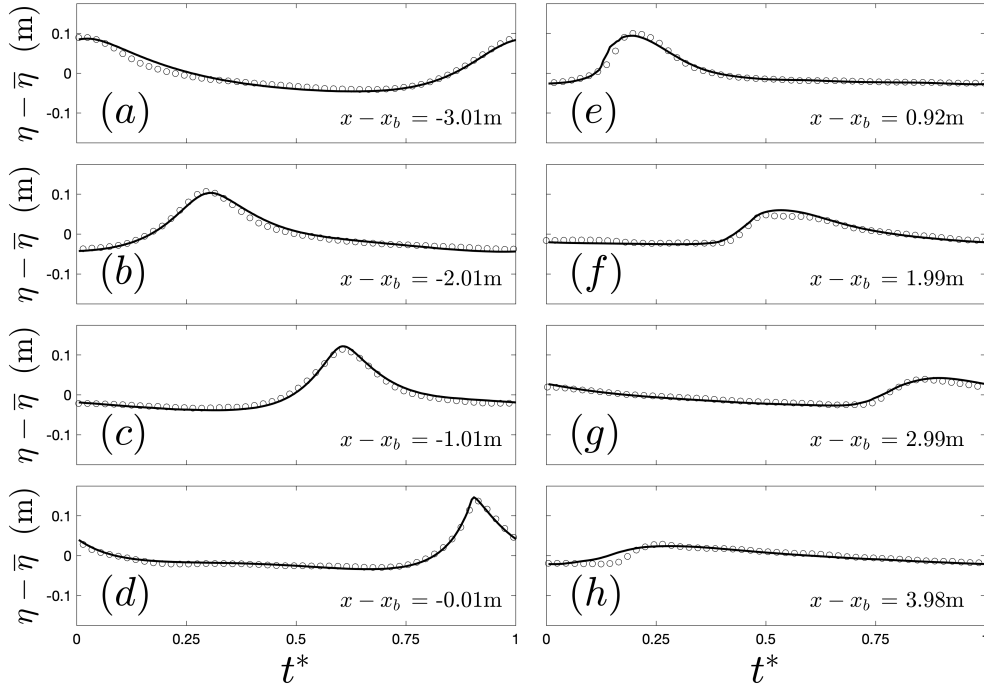 η − η̅ (m)
0.1
0
-0.1
(a)
x − x_b = -3.01m
(e)
x − x_b = 0.92m
η − η̅ (m)
0.1
0
-0.1
(b)
x − x_b = -2.01m
(f)
x − x_b = 1.99m
η − η̅ (m)
0.1
0
-0.1
(c)
x − x_b = -1.01m
(g)
x − x_b = 2.99m
η − η̅ (m)
0.1
0
-0.1
(d)
x − x_b = -0.01m
(h)
x − x_b = 3.98m
0 0.25 0.5 0.75 1
0 0.25 0.5 0.75 1
t*
t*